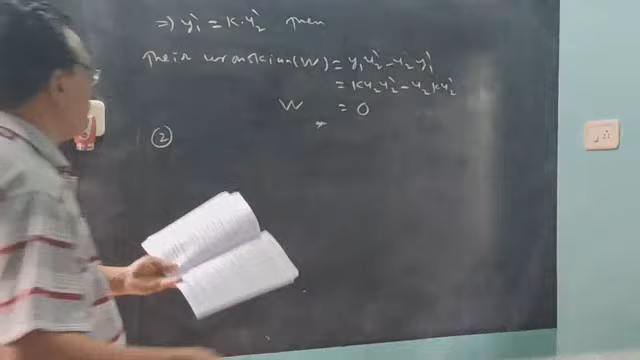 ⇒ y₁' = k·y₂' then
Their wronskian(W) = y₁y₂' - y₂y₁'
= ky₂y₂' - y₂ky₂'
W = 0
②